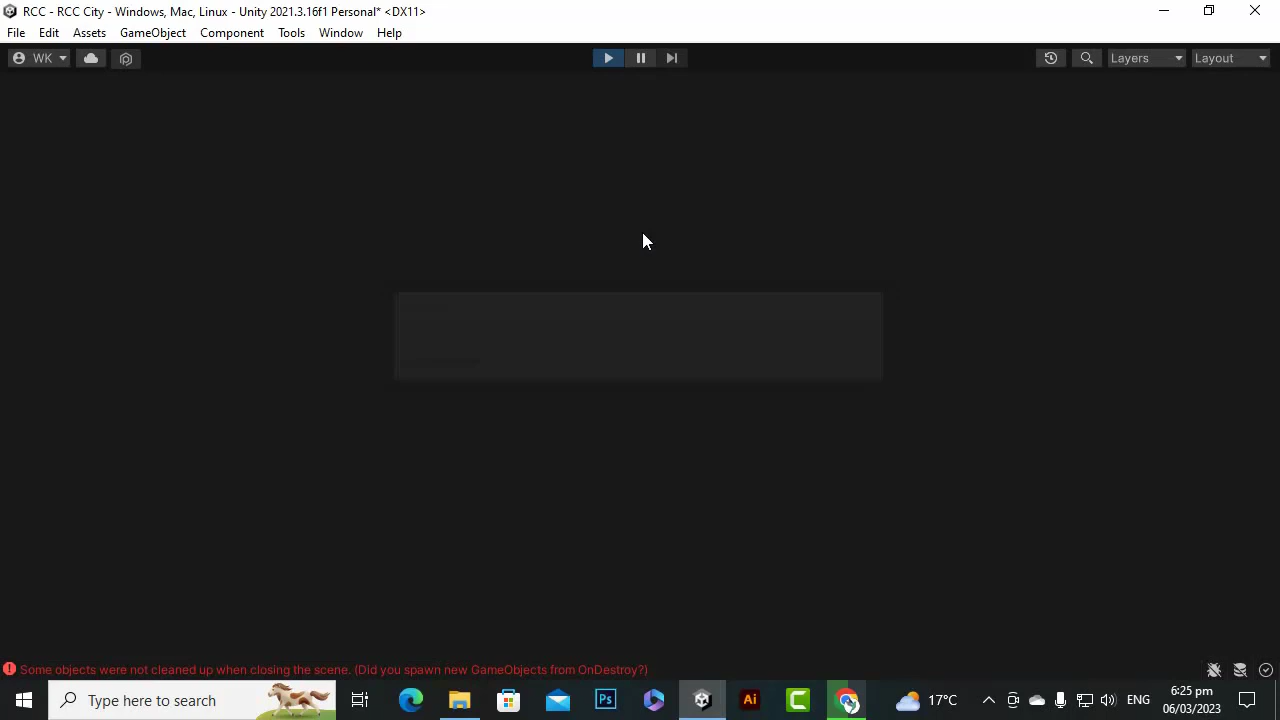 RCC - RCC City - Windows, Mac, Linux - Unity 2021.3.16f1 Personal* <DX11>
File Edit Assets GameObject Component Tools Window Help
WK Layers Layout
Some objects were not cleaned up when closing the scene. (Did you spawn new GameObjects from OnDestroy?)
Type here to search Ps Ai C 17°C ENG 6:25 pm
06/03/2023